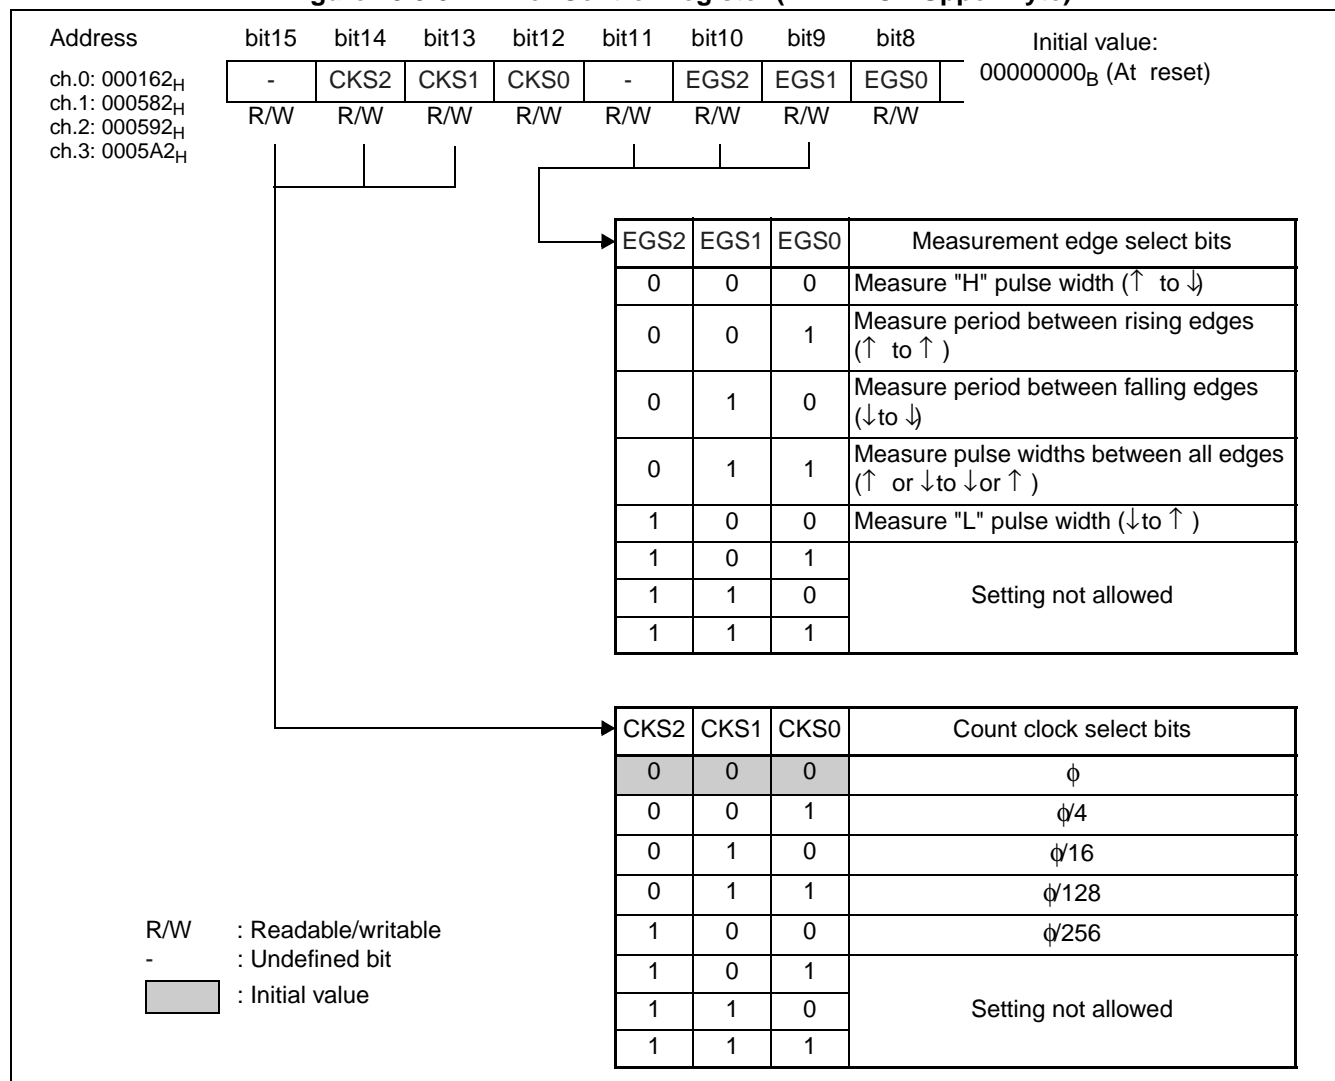 Address bit15 bit14 bit13 bit12 bit11 bit10 bit9 bit8 Initial value:
ch.0: 000162H - CKS2 CKS1 CKS0 - EGS2 EGS1 EGS0 00000000B (At reset)
ch.1: 000582H R/W R/W R/W R/W R/W R/W R/W R/W
ch.2: 000592H
ch.3: 0005A2H
EGS2 EGS1 EGS0 Measurement edge select bits
0 0 0 Measure "H" pulse width (↑ to ↓)
0 0 1 Measure period between rising edges
(↑ to ↑ )
0 1 0 Measure period between falling edges
(↓to ↓)
0 1 1 Measure pulse widths between all edges
(↑ or ↓to ↓or ↑ )
1 0 0 Measure "L" pulse width (↓to ↑ )
1 0 1
1 1 0 Setting not allowed
1 1 1
CKS2 CKS1 CKS0 Count clock select bits
0 0 0 ϕ
0 0 1 ϕ/4
0 1 0 ϕ/16
0 1 1 ϕ/128
1 0 0 ϕ/256
1 0 1
1 1 0 Setting not allowed
1 1 1
R/W : Readable/writable
- : Undefined bit
: Initial value